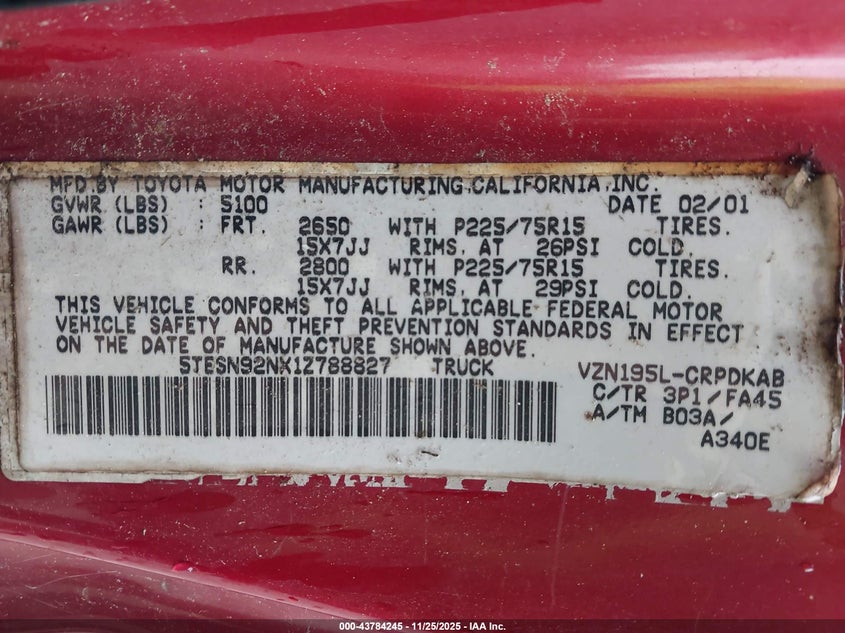 MFD.BY TOYOTA MOTOR MANUFACTURING,CALIFORNIA,INC.
GVWR (LBS) : 5100 DATE 02/01
GAWR (LBS) : FRT. 2650 WITH P225/75R15 TIRES.
15X7JJ RIMS, AT 26PSI COLD.
RR. 2800 WITH P225/75R15 TIRES.
15X7JJ RIMS, AT 29PSI COLD.
THIS VEHICLE CONFORMS TO ALL APPLICABLE FEDERAL MOTOR
VEHICLE SAFETY AND THEFT PREVENTION STANDARDS IN EFFECT
ON THE DATE OF MANUFACTURE SHOWN ABOVE.
5TESN92NX1Z788827 TRUCK VZN195L-CRPDKAB
C/TR 3P1/FA45
A/TM B03A/
A340E
000-43784245 - 11/25/2025 - IAA Inc.